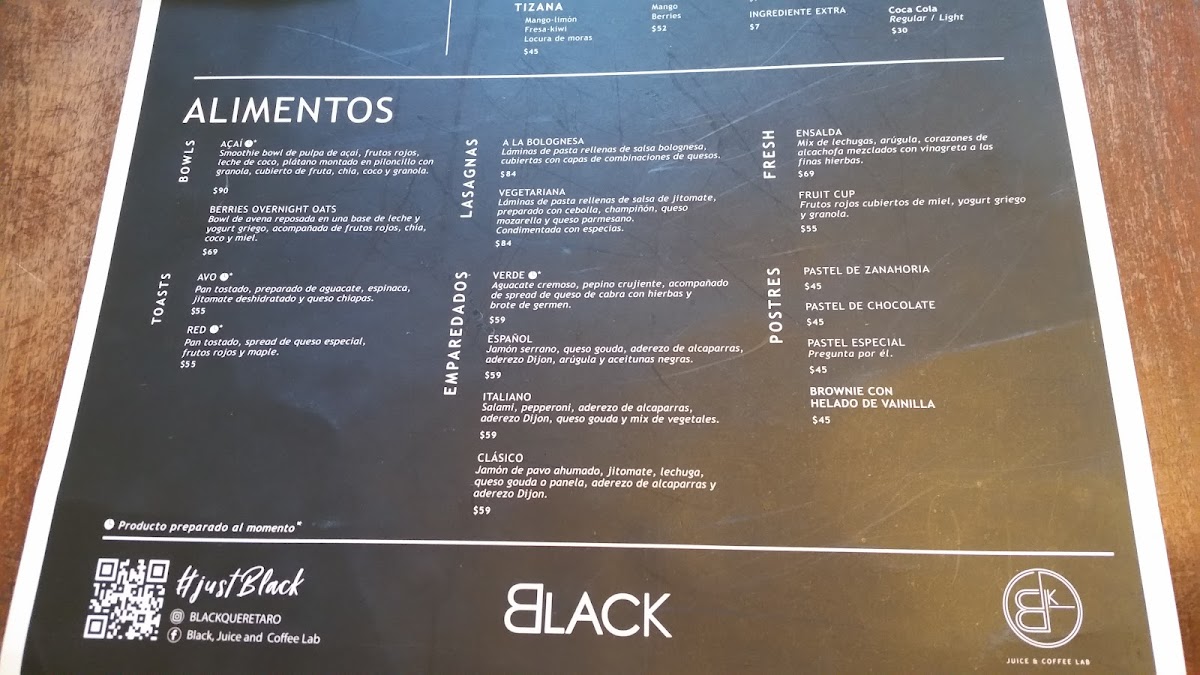 TIZANA
Mango-limón
Fresa-kiwi
Locura de moras
$45
Mango
Berries
$52
INGREDIENTE EXTRA
$7
Coca Cola
Regular / Light
$30
ALIMENTOS
BOWLS
AÇAÍ *
Smoothie bowl de pulpa de açaí, frutos rojos,
leche de coco, plátano montado en piloncillo con
granola, cubierto de fruta, chía, coco y granola.
$90
BERRIES OVERNIGHT OATS
Bowl de avena reposada en una base de leche y
yogurt griego, acompañada de frutos rojos, chía,
coco y miel.
$69
TOASTS
AVO *
Pan tostado, preparado de aguacate, espinaca,
jitomate deshidratado y queso chiapas.
$55
RED *
Pan tostado, spread de queso especial,
frutos rojos y maple.
$55
LASAGNAS
A LA BOLOGNESA
Láminas de pasta rellenas de salsa bolognesa,
cubiertas con capas de combinaciones de quesos.
$84
VEGETARIANA
Láminas de pasta rellenas de salsa de jitomate,
preparado con cebolla, champiñón, queso
mozarella y queso parmesano.
Condimentada con especias.
$84
EMPAREDADOS
VERDE *
Aguacate cremoso, pepino crujiente, acompañado
de spread de queso de cabra con hierbas y
brote de germen.
$59
ESPAÑOL
Jamón serrano, queso gouda, aderezo de alcaparras,
aderezo Dijon, arúgula y aceitunas negras.
$59
ITALIANO
Salami, pepperoni, aderezo de alcaparras,
aderezo Dijon, queso gouda y mix de vegetales.
$59
CLÁSICO
Jamón de pavo ahumado, jitomate, lechuga,
queso gouda o panela, aderezo de alcaparras y
aderezo Dijon.
$59
FRESH
ENSALDA
Mix de lechugas, arúgula, corazones de
alcachofa mezclados con vinagreta a las
finas hierbas.
$69
FRUIT CUP
Frutos rojos cubiertos de miel, yogurt griego
y granola.
$55
POSTRES
PASTEL DE ZANAHORIA
$45
PASTEL DE CHOCOLATE
$45
PASTEL ESPECIAL
Pregunta por él.
$45
BROWNIE CON
HELADO DE VAINILLA
$45
Producto preparado al momento*
#justBlack
BLACKQUERETARO
Black, Juice and Coffee Lab
BLACK
BLK
JUICE & COFFEE LAB